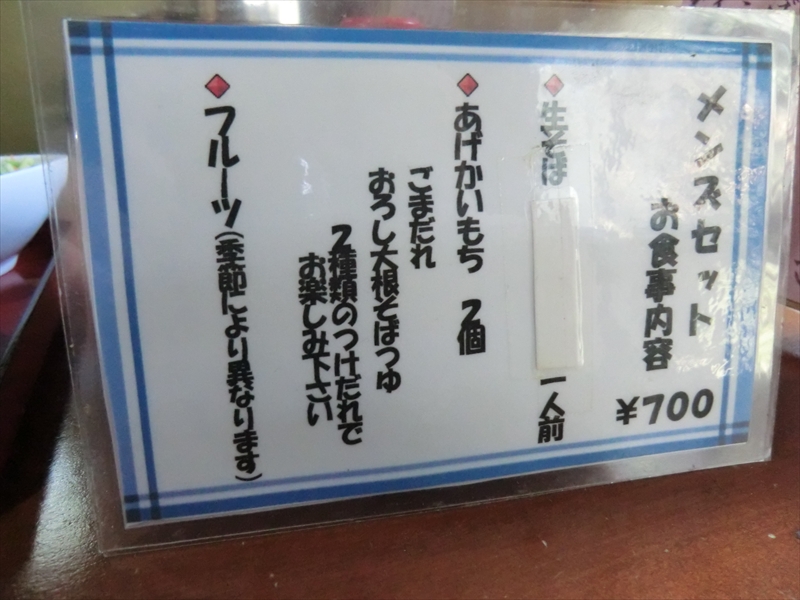 メンズセット
お食事内容
¥700
◆生そば 一人前
◆あげかいもち 2個
ごまだれ
おろし大根そばつゆ
2種類のつけだれで
お楽しみ下さい
◆フルーツ(季節により異なります)